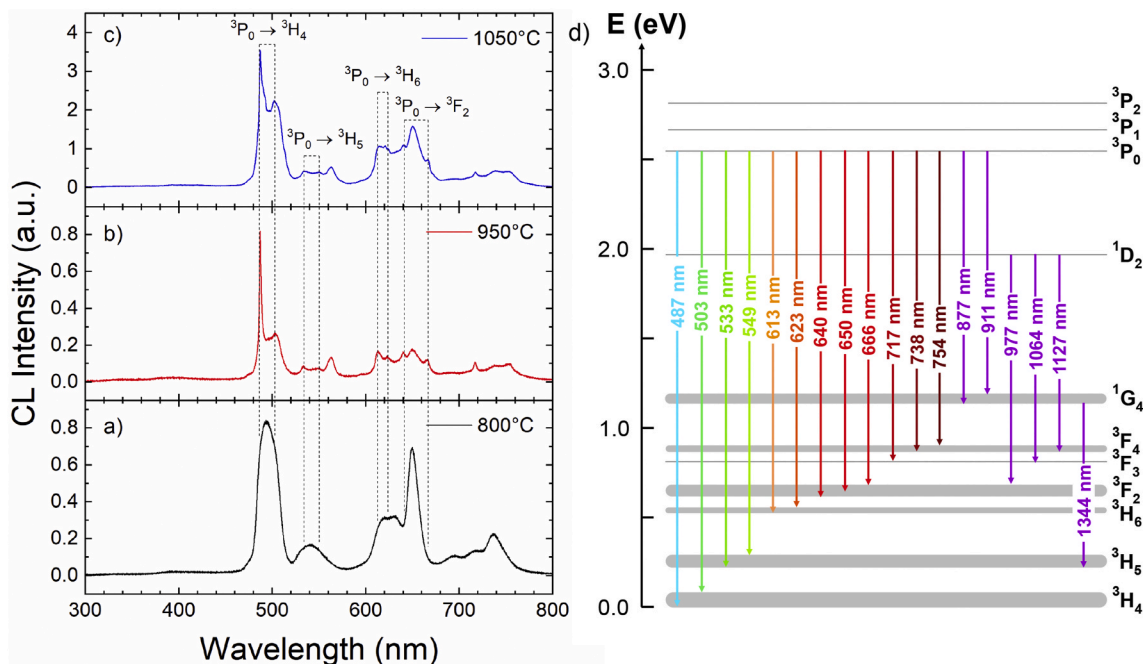 c)
³P₀ → ³H₄
1050°C
³P₀ → ³H₆
³P₀ → ³F₂
³P₀ → ³H₅
4
3
2
1
0
b)
950°C
0.8
0.6
0.4
0.2
0.0
a)
800°C
0.8
0.6
0.4
0.2
0.0
CL Intensity (a.u.)
300 400 500 600 700 800
Wavelength (nm)
d)
E (eV)
3.0
2.0
1.0
0.0
³P₂
³P₁
³P₀
¹D₂
¹G₄
³F₄
³F₃
³F₂
³H₆
³H₅
³H₄
487 nm
503 nm
533 nm
549 nm
613 nm
623 nm
640 nm
650 nm
666 nm
717 nm
738 nm
754 nm
877 nm
911 nm
977 nm
1064 nm
1127 nm
1344 nm